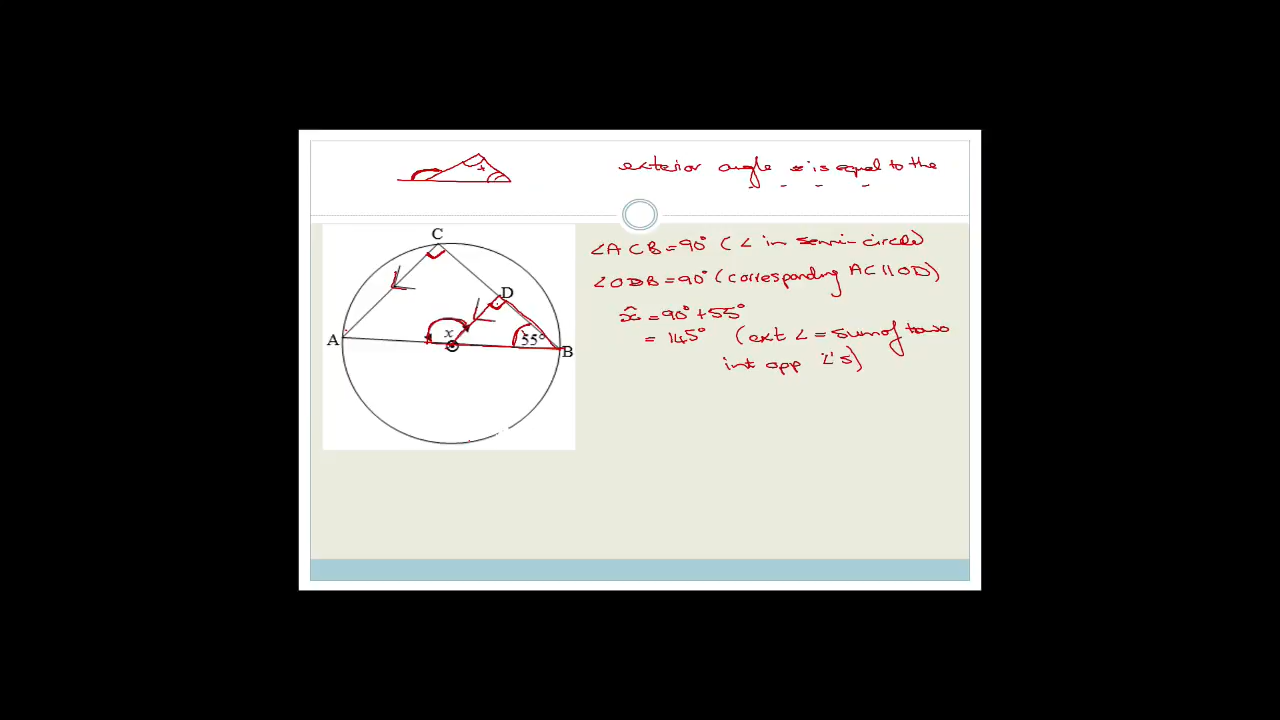 exterior angle is equal to the
∠ACB = 90° (∠ in semi-circle)
∠ODB = 90° (corresponding AC || OD)
x̂ = 90° + 55°
= 145° (ext ∠ = sum of two
int opp ∠'s)
C
D
x
A
55°
B